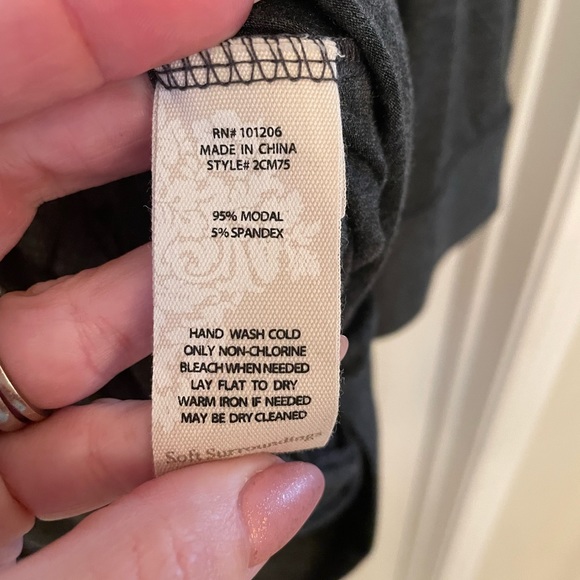 RN# 101206
MADE IN CHINA
STYLE# 2CM75
95% MODAL
5% SPANDEX
HAND WASH COLD
ONLY NON-CHLORINE
BLEACH WHEN NEEDED
LAY FLAT TO DRY
WARM IRON IF NEEDED
MAY BE DRY CLEANED
Soft Surroundings